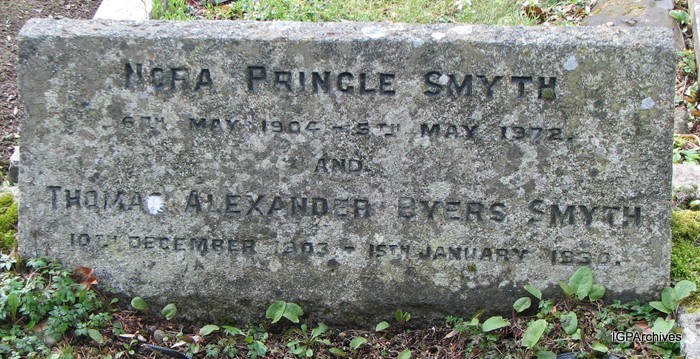 NORA PRINGLE SMYTH
6TH MAY 1904 – 5TH MAY 1972.
AND
THOMAS ALEXANDER BYERS SMYTH
10TH DECEMBER 1903 – 15TH JANUARY
IGPArchives